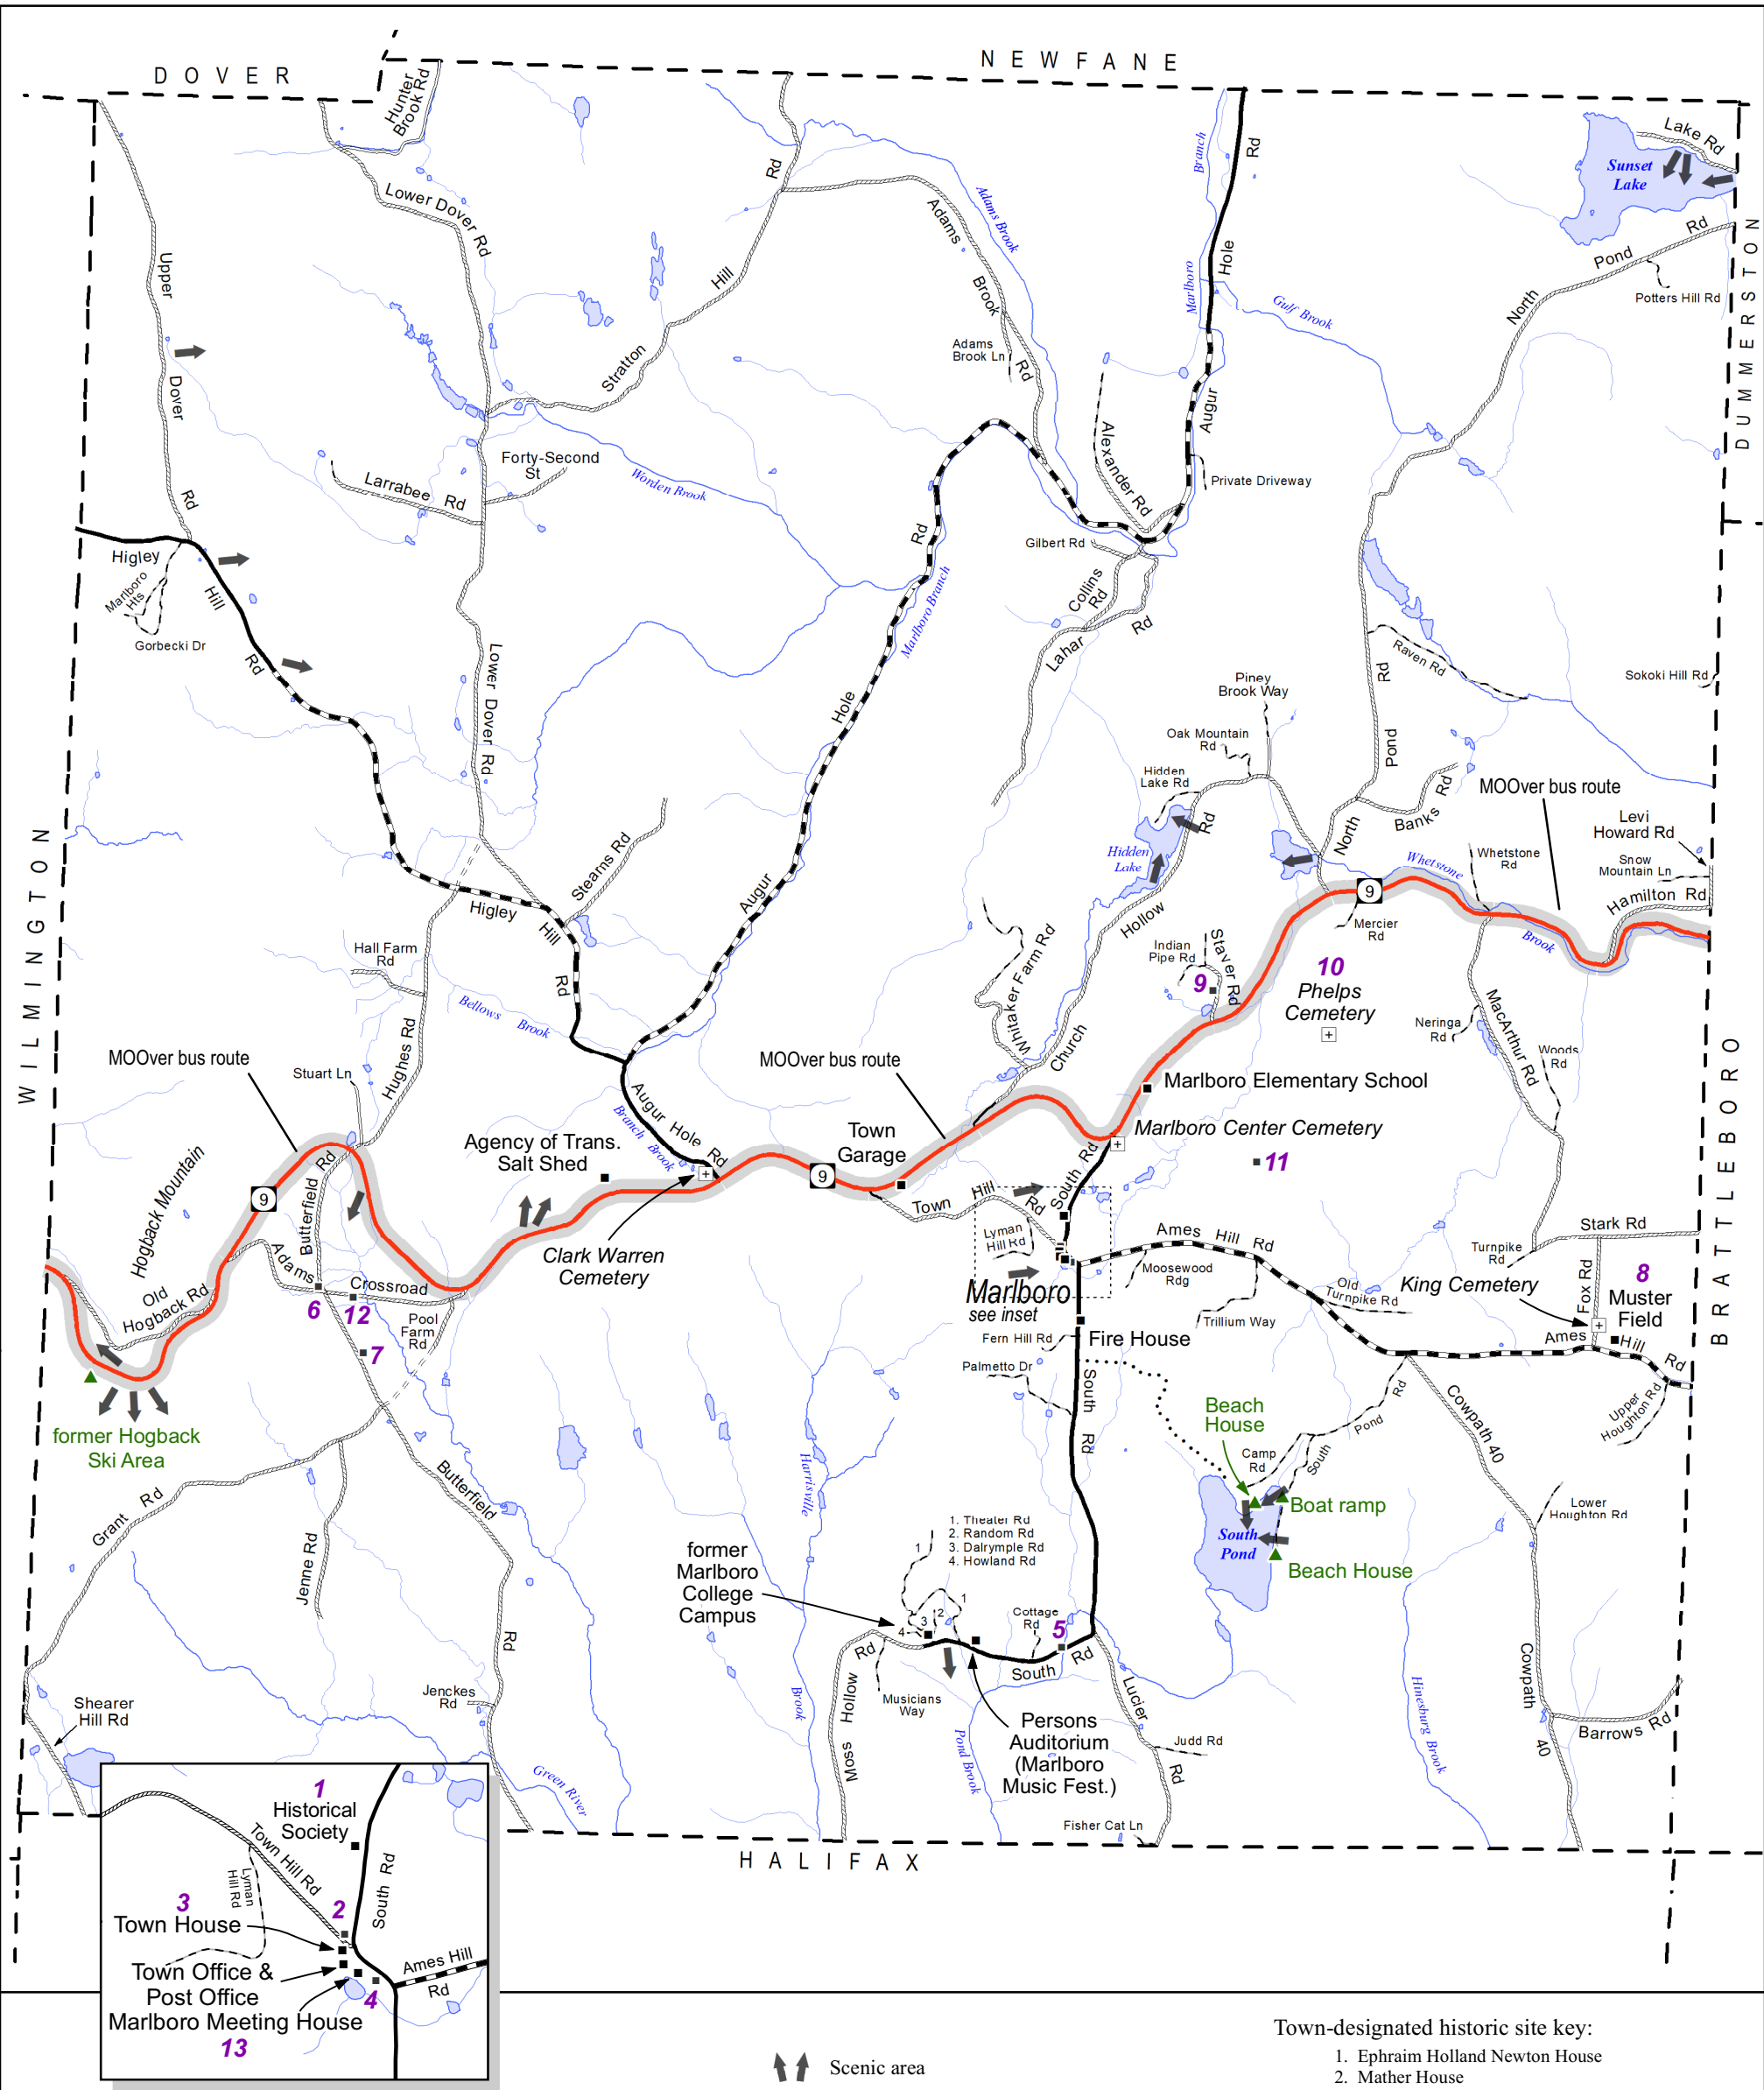 DOVER
NEWFANE
Hunter
Brook Rd
Lake Rd
Sunset
Lake
Branch
Rd
Rd
Lower Dover Rd
Adams
Adams Brook
Upper
Hill
Brook
Marlboro
Hole
Gulf Brook
North
Pond
Rd
Potters Hill Rd
DUMMERSTON
Stratton
Adams
Brook Ln
Rd
Dover
Augur
Alexander Rd
Private Driveway
Forty-Second
St
Larrabee Rd
Worden Brook
Rd
Rd
Gilbert Rd
Higley
Marlboro
Hts
Hill
Collins
Rd
Marlboro Branch
Gorbecki Dr
Rd
Lahar
Rd
Raven Rd
Rd
Sokoki Hill Rd
Lower Dover Rd
Hole
Piney
Brook Way
Oak Mountain
Rd
Pond
Hidden
Lake Rd
Rd
Banks Rd
North
MOOver bus route
Levi
Howard Rd
Snow
Mountain Ln
Hamilton Rd
WILMINGTON
Stearns Rd
Hidden
Lake
Whetstone
Whetstone
Rd
9
Higley
Hill
Augur
Hollow
Mercier
Rd
Brook
Hall Farm
Rd
Rd
Whitaker Farm Rd
Indian
Pipe Rd
Staver Rd
9
10
Phelps
Cemetery
Bellows Brook
MacArthur Rd
Neringa
Rd
Woods
Rd
MOOver bus route
Hughes Rd
Stuart Ln
MOOver bus route
Church
Marlboro Elementary School
Augur Hole Rd
Branch Brook
Agency of Trans.
Salt Shed
Town
Garage
Marlboro Center Cemetery
11
BRATTLEBORO
Hogback Mountain
9
Butterfield Rd
9
Clark Warren
Cemetery
Town Hill Rd
South Rd
Lyman
Hill Rd
Ames Hill Rd
Moosewood
Rdg
Stark Rd
Turnpike
Rd
Adams
Crossroad
Old
Hogback Rd
Marlboro
see inset
Old
Turnpike Rd
King Cemetery
Fox Rd
8
Muster
Field
6
12
7
Pool
Farm
Rd
Fern Hill Rd
Fire House
Trillium Way
Ames Hill Rd
Palmetto Dr
South
Rd
Upper
Houghton Rd
former Hogback
Ski Area
Beach
House
Camp
Rd
South
Pond
Rd
Cowpath 40
Grant Rd
Butterfield
Harrisville
Boat ramp
Lower
Houghton Rd
Jenne Rd
South
Pond
Beach House
former
Marlboro
College
Campus
1. Theater Rd
2. Random Rd
3. Dalrymple Rd
4. Howland Rd
1
1
2
3
4
Cottage
Rd
5
Rd
Rd
South Rd
Musicians
Way
Moss Hollow
Brook
Pond Brook
Persons
Auditorium
(Marlboro
Music Fest.)
Lucier
Judd Rd
Rd
Fisher Cat Ln
Hinesburg Brook
Cowpath
40
Barrows Rd
Shearer
Hill Rd
Jenckes
Rd
Green River
HALIFAX
1
Historical
Society
Town Hill Rd
Lyman
Hill Rd
South Rd
3
Town House
2
Ames Hill
Rd
Town Office &
Post Office
4
Marlboro Meeting House
13
Scenic area
Town-designated historic site key:
1. Ephraim Holland Newton House
2. Mather House